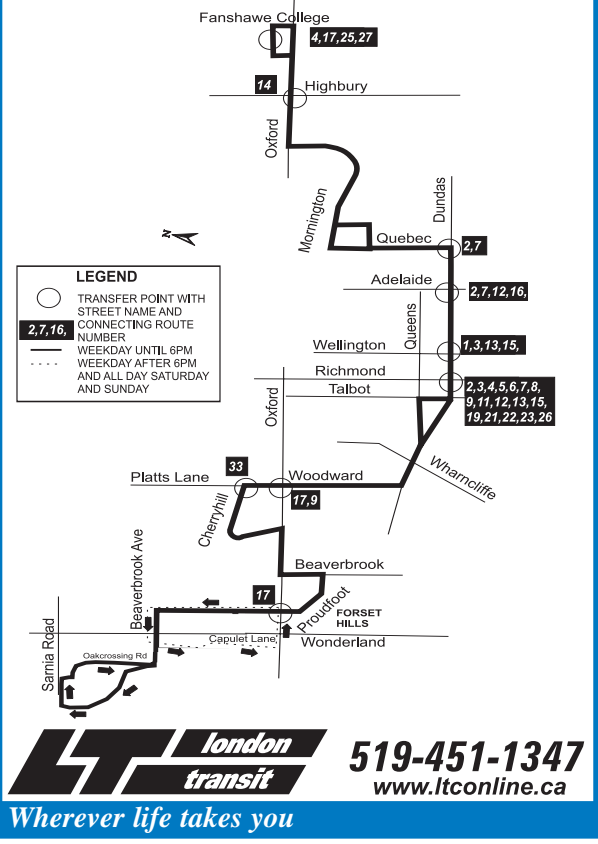 Fanshawe College
4,17,25,27
14
Highbury
Oxford
Mornington
Dundas
N
Quebec
2,7
Adelaide
2,7,12,16,
Queens
Wellington
1,3,13,15,
Richmond
Talbot
2,3,4,5,6,7,8,
9,11,12,13,15,
19,21,22,23,26
LEGEND
TRANSFER POINT WITH
STREET NAME AND
2,7,16,
CONNECTING ROUTE
NUMBER
WEEKDAY UNTIL 6PM
WEEKDAY AFTER 6PM
AND ALL DAY SATURDAY
AND SUNDAY
Oxford
Wharncliffe
33
Platts Lane
Woodward
17,9
Cherryhill
Beaverbrook Ave
Beaverbrook
17
Proudfoot
FORSET
HILLS
Capulet Lane
Wonderland
Sarnia Road
Oakcrossing Rd
LT
london
transit
519-451-1347
www.ltconline.ca
Wherever life takes you